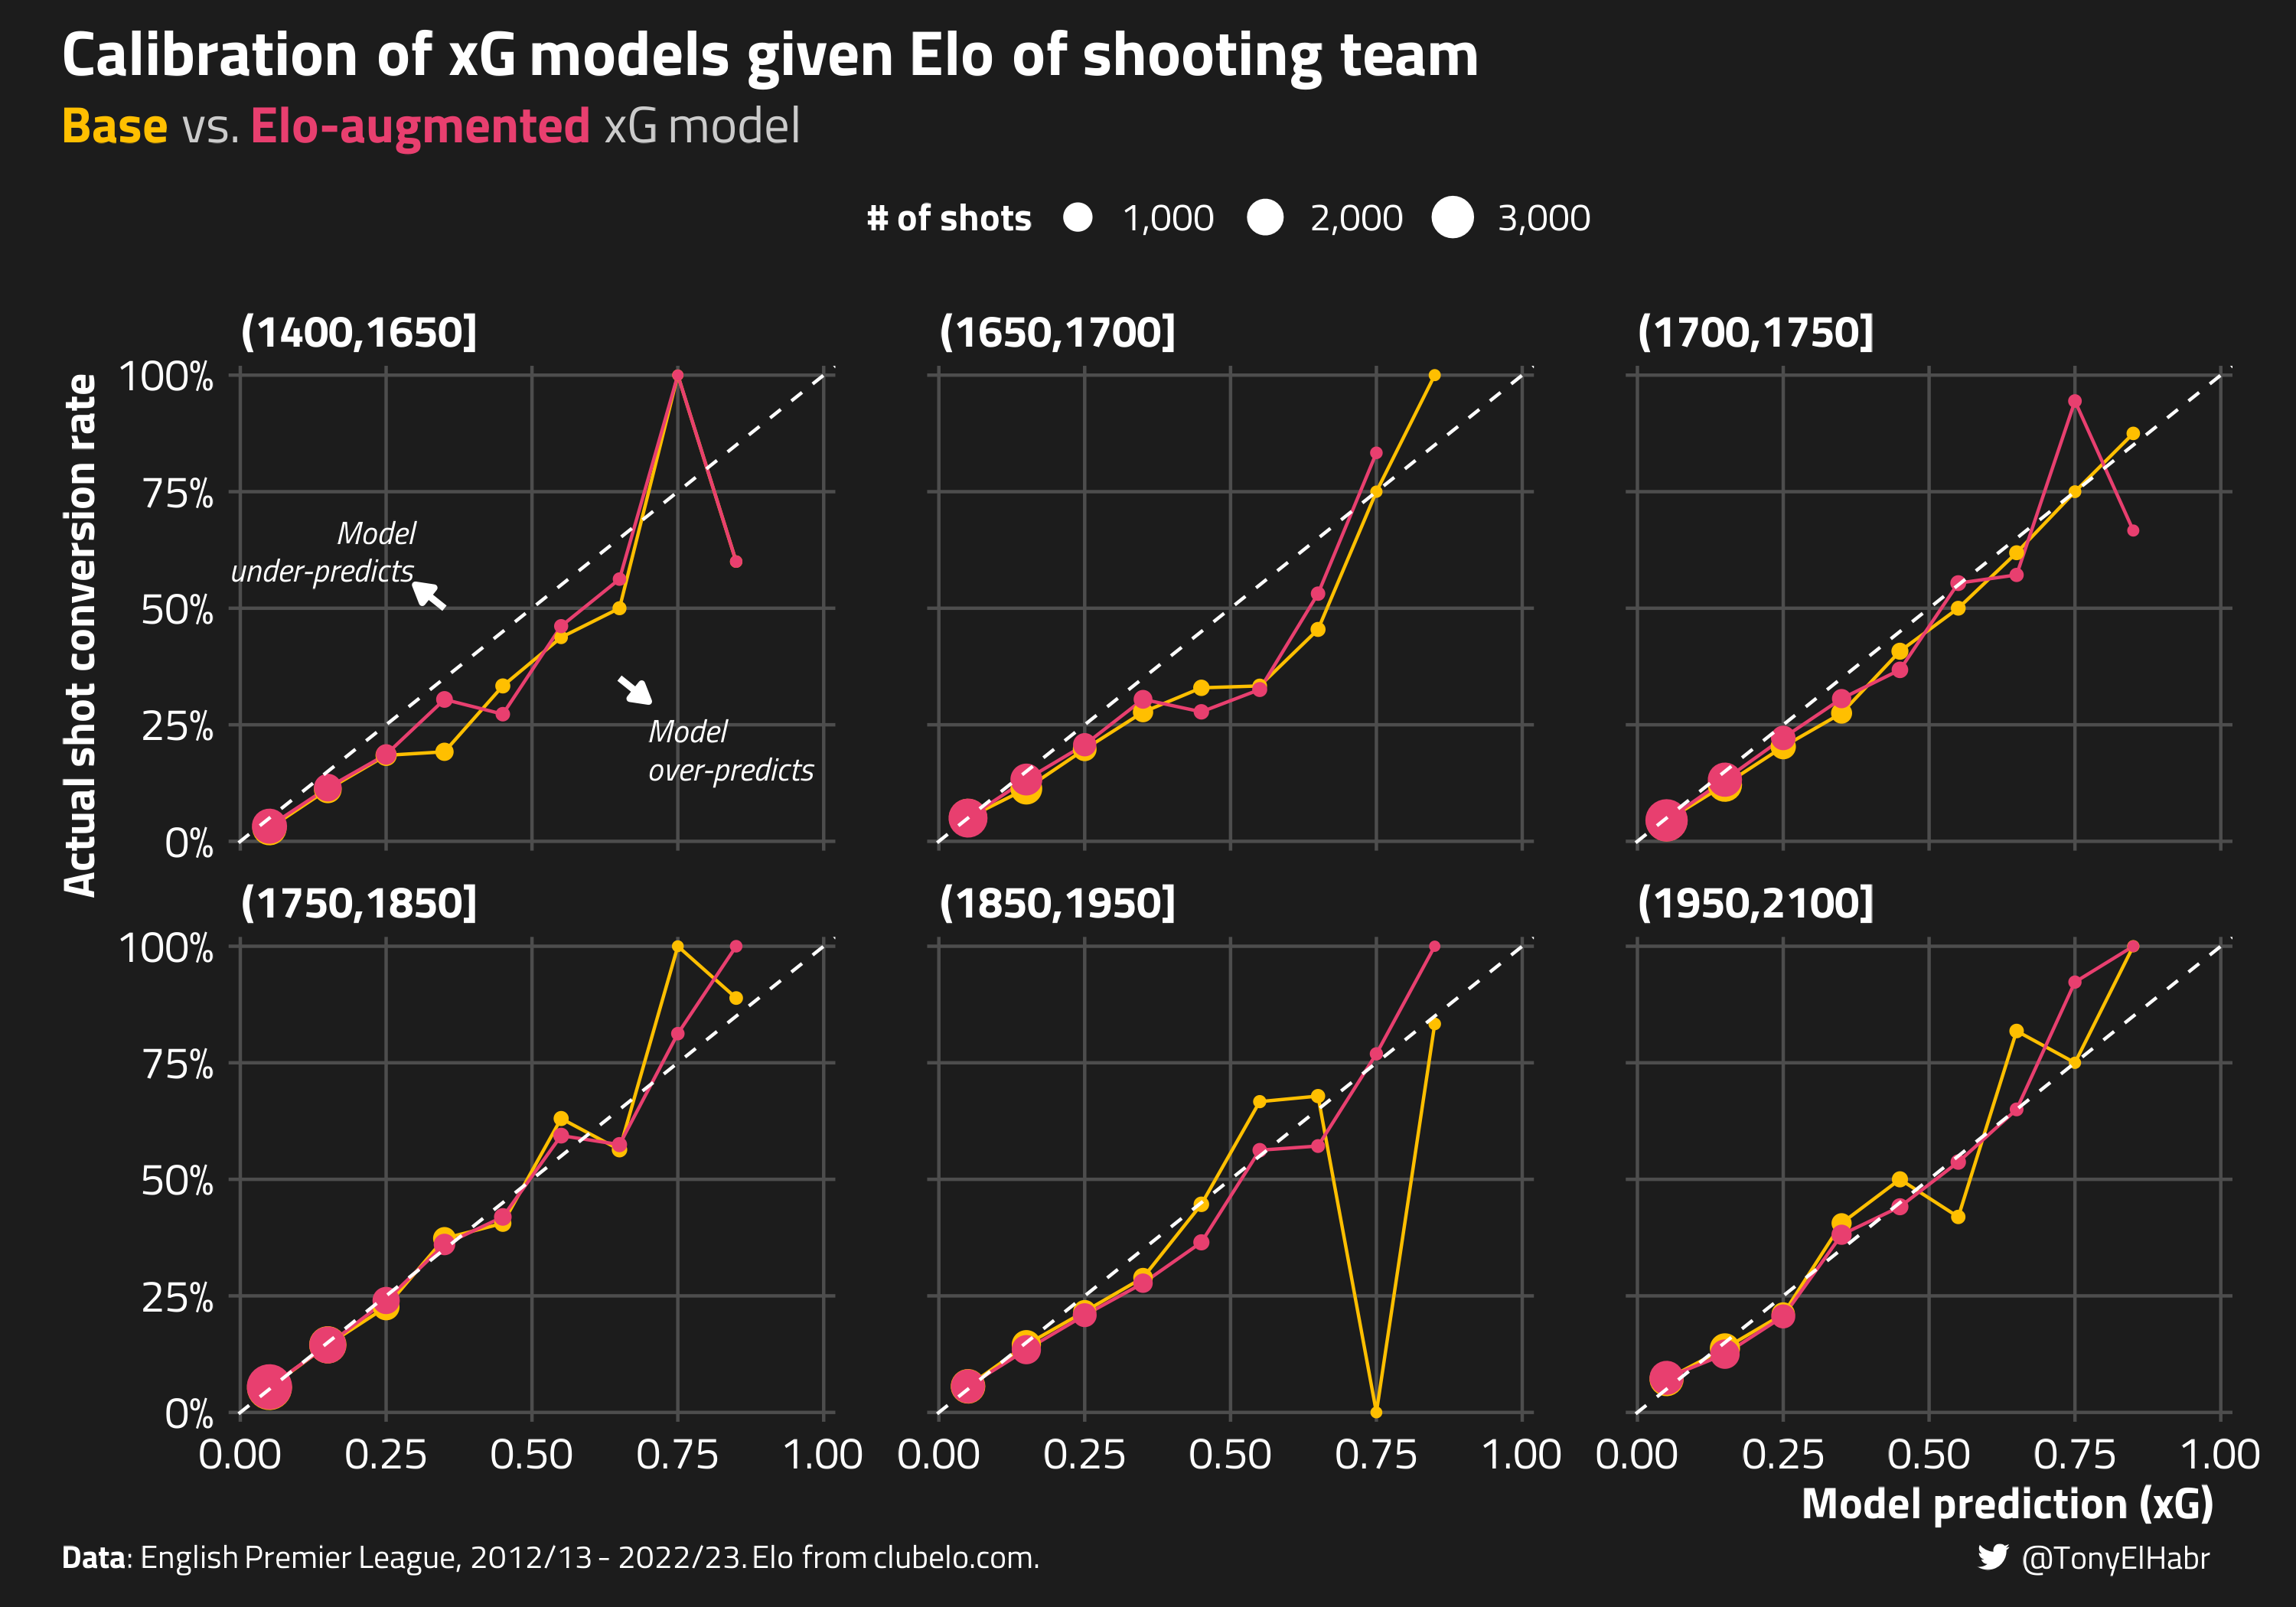 Calibration of xG models given Elo of shooting team
Base vs. Elo-augmented xG model
# of shots 1,000 2,000 3,000
(1400,1650] (1650,1700] (1700,1750]
Actual shot conversion rate
100%
75%
50%
25%
0%
Model
under-predicts
Model
over-predicts
(1750,1850] (1850,1950] (1950,2100]
100%
75%
50%
25%
0%
0.00 0.25 0.50 0.75 1.00 0.00 0.25 0.50 0.75 1.00 0.00 0.25 0.50 0.75 1.00
Model prediction (xG)
Data: English Premier League, 2012/13 - 2022/23. Elo from clubelo.com.
@TonyElHabr